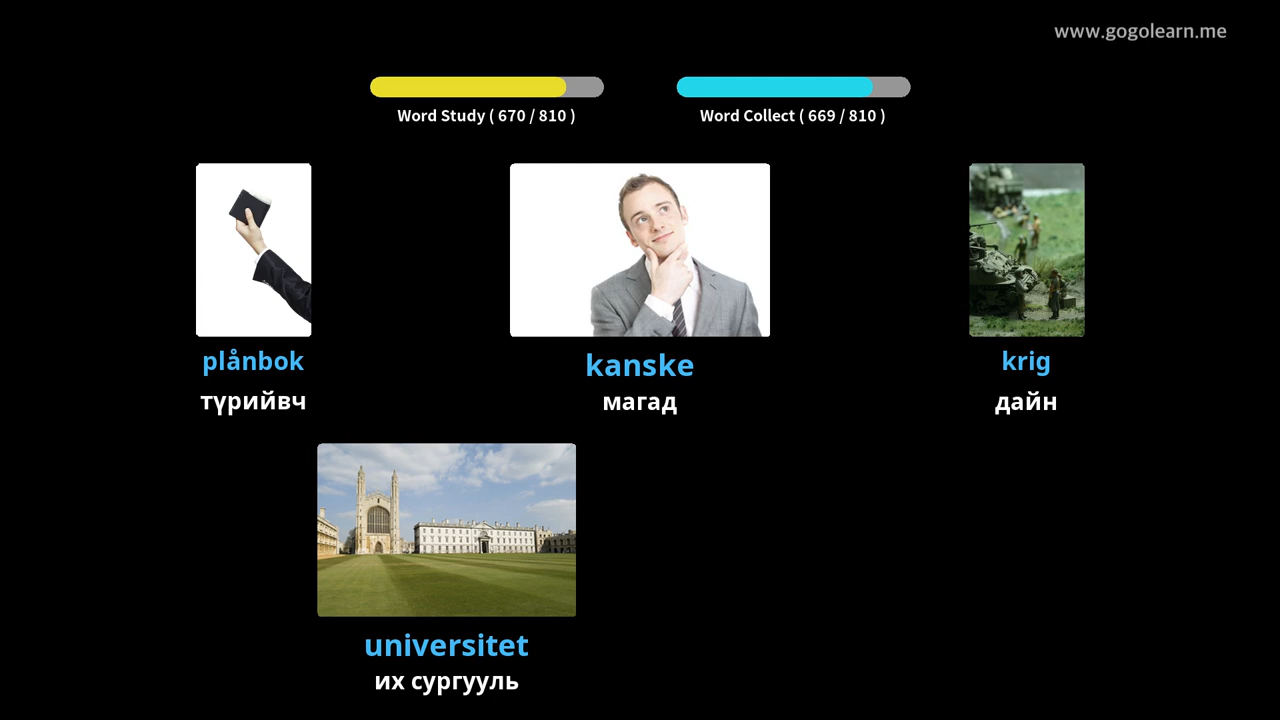 www.gogolearn.me
Word Study ( 670 / 810 )
Word Collect ( 669 / 810 )
plånbok
түрийвч
kanske
магад
krig
дайн
universitet
их сургууль